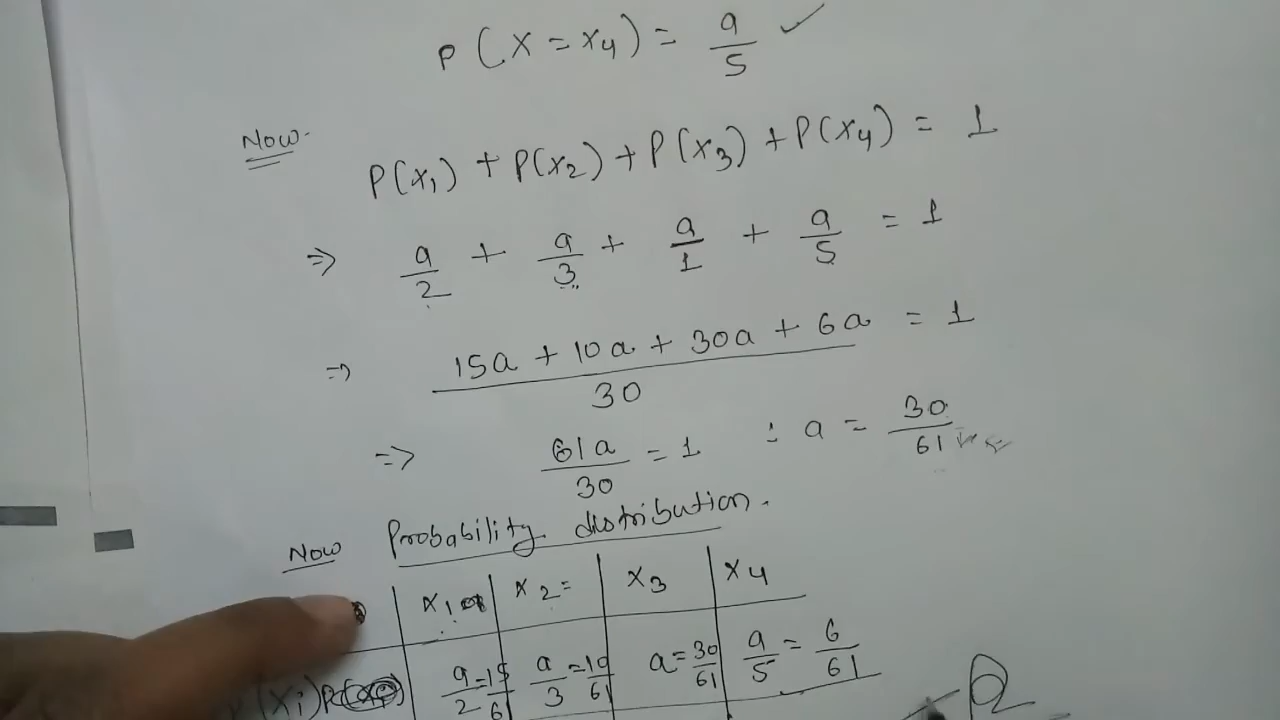 P(X = x4) = a/5 ✓
Now-
P(x1) + P(x2) + P(x3) + P(x4) = 1
=> a/2 + a/3 + a/1 + a/5 = 1
=> (15a + 10a + 30a + 6a)/30 = 1
=> 61a/30 = 1 ∴ a = 30/61
Now Probability distribution.
x1 x2= x3 x4
(xi) a/2=15/6 a/3=10/61 a=30/61 a/5=6/61